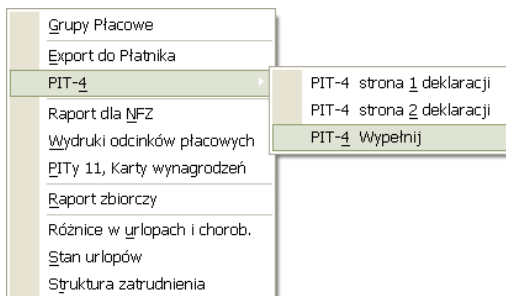 Grupy Płacowe
Export do Płatnika
PIT-4
PIT-4 strona 1 deklaracji
PIT-4 strona 2 deklaracji
PIT-4 Wypełnij
Raport dla NFZ
Wydruki odcinków płacowych
PITy 11, Karty wynagrodzeń
Raport zbiorczy
Różnice w urlopach i chorob.
Stan urlopów
Struktura zatrudnienia